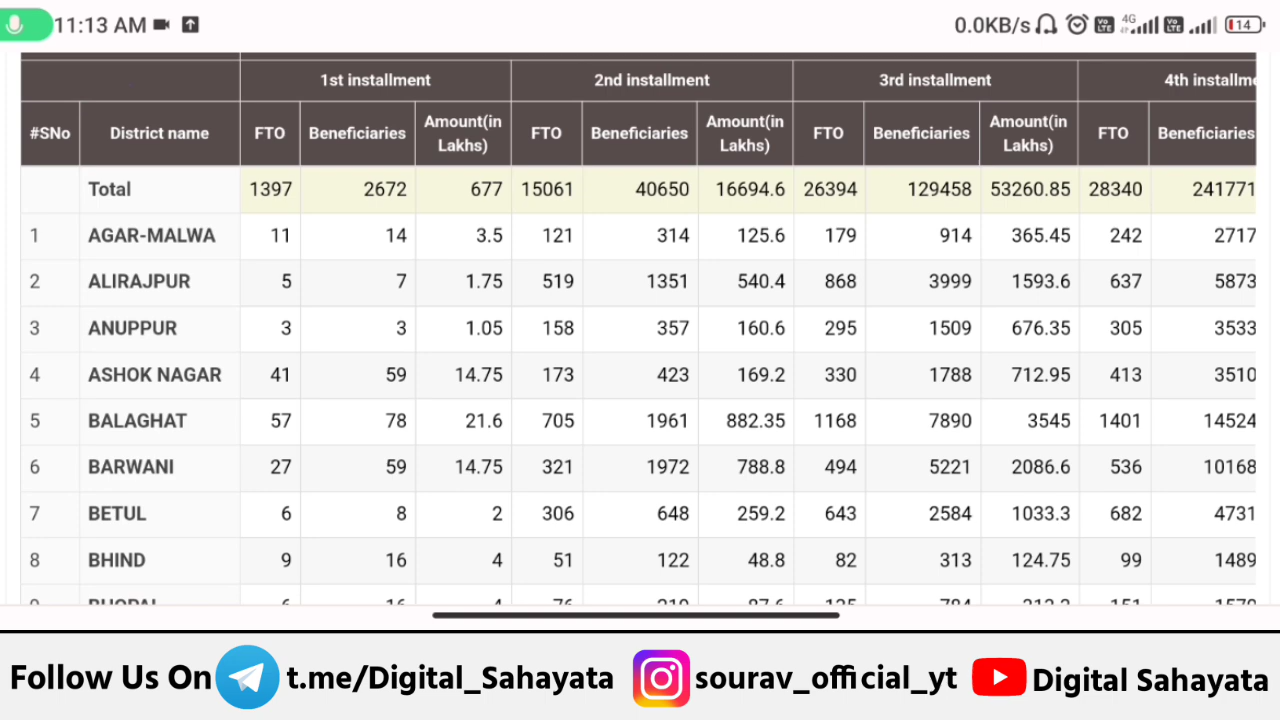 11:13 AM
0.0KB/s
Vo LTE
4G
Vo LTE
14
1st installment 2nd installment 3rd installment 4th
#SNo District name FTO Beneficiaries Amount(in Lakhs) FTO Beneficiaries Amount(in Lakhs) FTO Beneficiaries Amount(in Lakhs) FTO Beneficiaries
Total 1397 2672 677 15061 40650 16694.6 26394 129458 53260.85 28340 241771
1 AGAR-MALWA 11 14 3.5 121 314 125.6 179 914 365.45 242 2717
2 ALIRAJPUR 5 7 1.75 519 1351 540.4 868 3999 1593.6 637 5873
3 ANUPPUR 3 3 1.05 158 357 160.6 295 1509 676.35 305 3533
4 ASHOK NAGAR 41 59 14.75 173 423 169.2 330 1788 712.95 413 3510
5 BALAGHAT 57 78 21.6 705 1961 882.35 1168 7890 3545 1401 14524
6 BARWANI 27 59 14.75 321 1972 788.8 494 5221 2086.6 536 10168
7 BETUL 6 8 2 306 648 259.2 643 2584 1033.3 682 4731
8 BHIND 9 16 4 51 122 48.8 82 313 124.75 99 1489
Follow Us On t.me/Digital_Sahayata sourav_official_yt Digital Sahayata